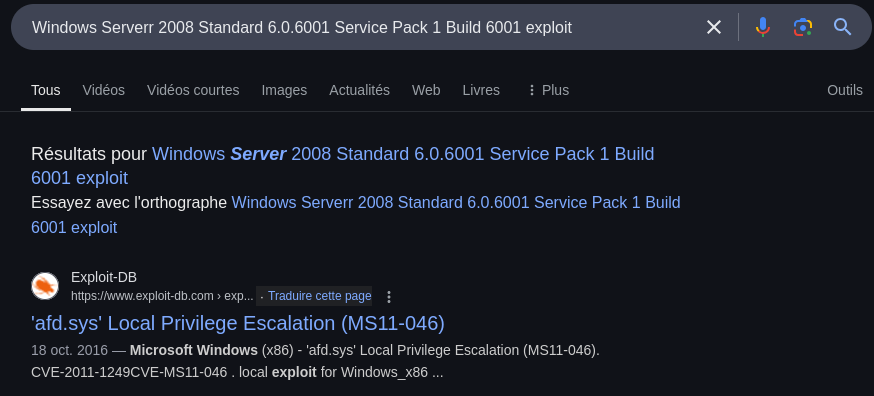 Windows Serverr 2008 Standard 6.0.6001 Service Pack 1 Build 6001 exploit
Tous Vidéos Vidéos courtes Images Actualités Web Livres Plus Outils
Résultats pour Windows Server 2008 Standard 6.0.6001 Service Pack 1 Build
6001 exploit
Essayez avec l'orthographe Windows Serverr 2008 Standard 6.0.6001 Service Pack 1 Build
6001 exploit
Exploit-DB
https://www.exploit-db.com › exp... · Traduire cette page
'afd.sys' Local Privilege Escalation (MS11-046)
18 oct. 2016 — Microsoft Windows (x86) - 'afd.sys' Local Privilege Escalation (MS11-046).
CVE-2011-1249CVE-MS11-046 . local exploit for Windows_x86 ...